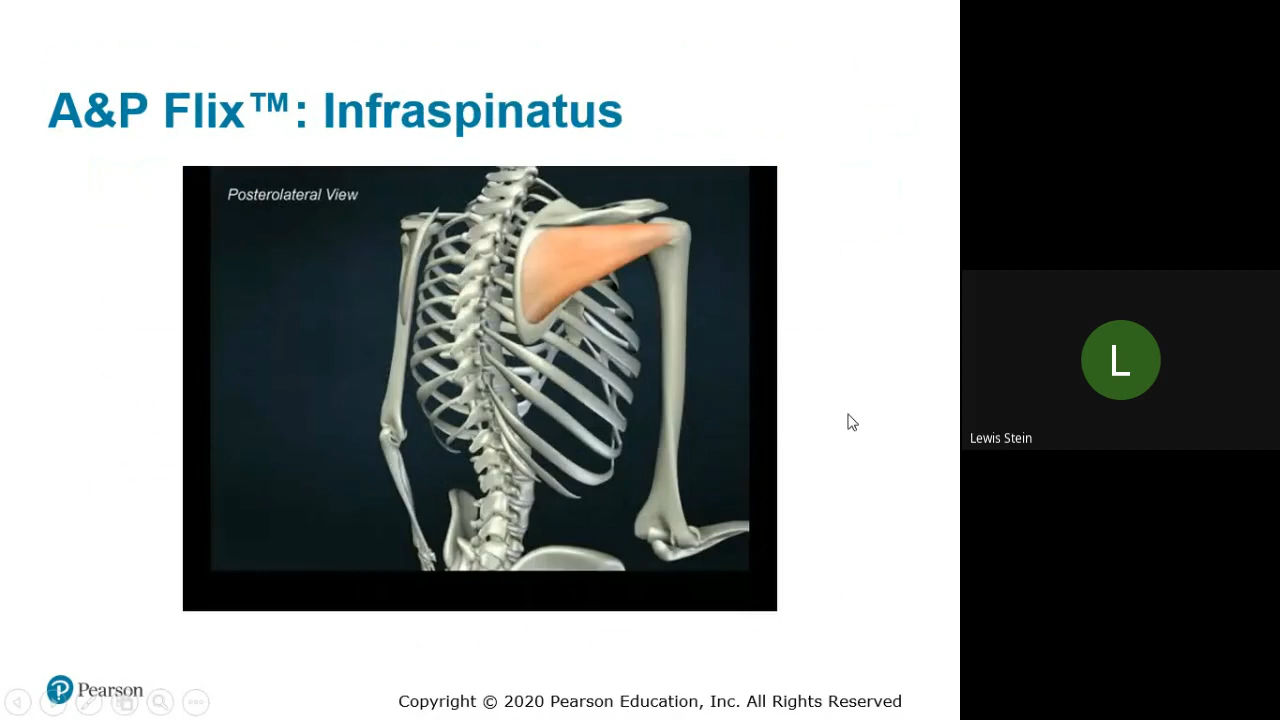 A&P Flix™: Infraspinatus
Posterolateral View
L
Lewis Stein
Pearson
Copyright © 2020 Pearson Education, Inc. All Rights Reserved